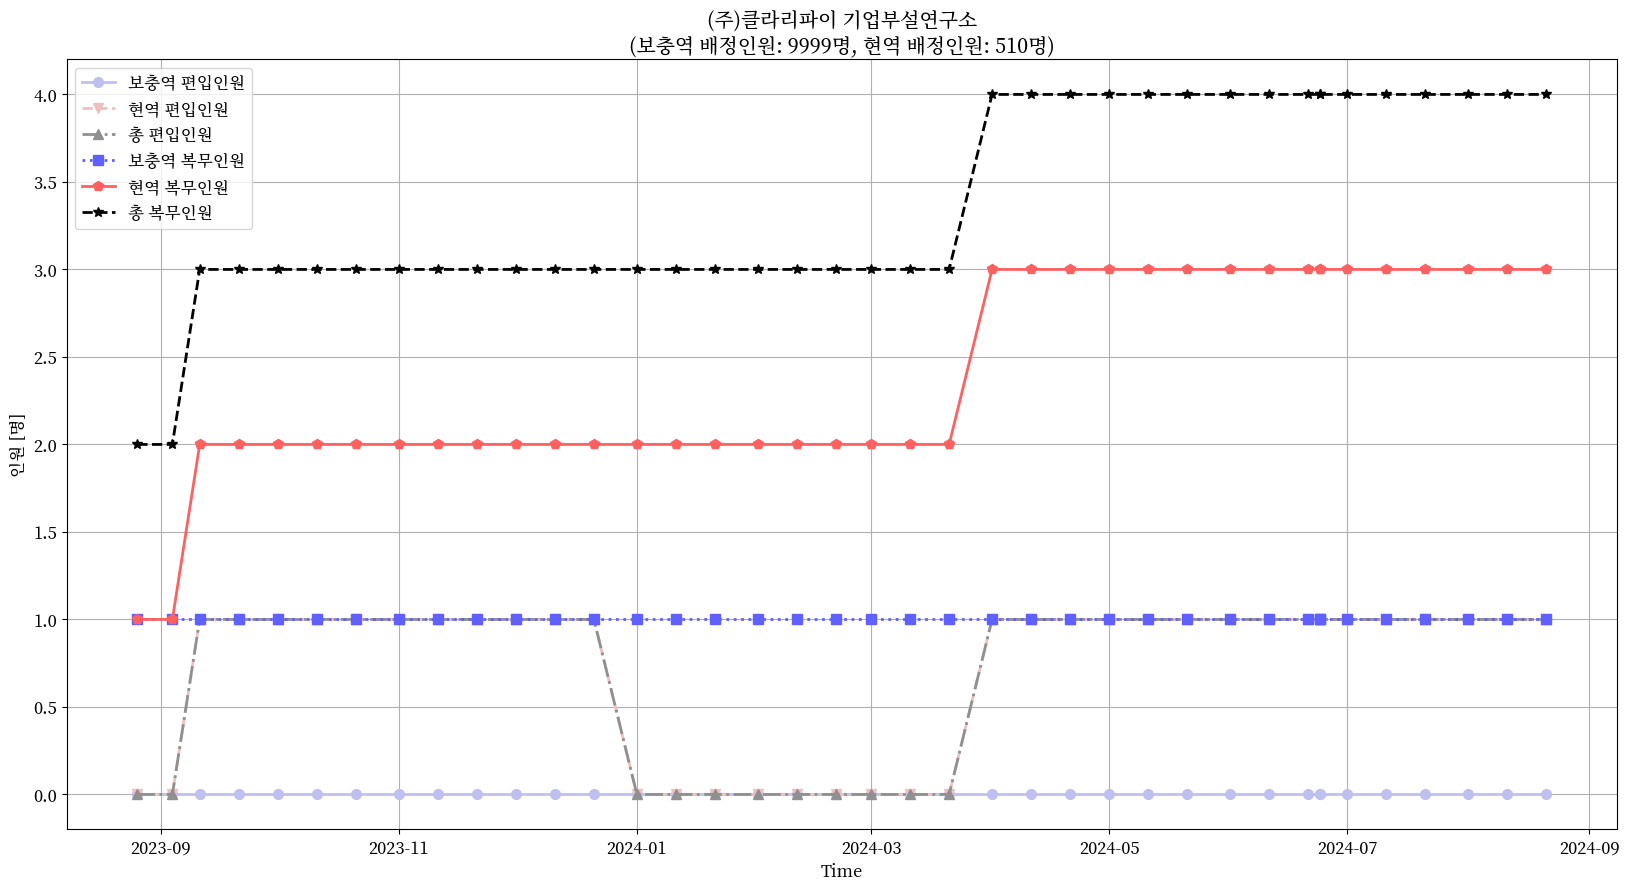 (주)클라리파이 기업부설연구소
(보충역 배정인원: 9999명, 현역 배정인원: 510명)
보충역 편입인원
현역 편입인원
총 편입인원
보충역 복무인원
현역 복무인원
총 복무인원
4.0
3.5
3.0
2.5
2.0
1.5
1.0
0.5
0.0
인원 [명]
2023-09 2023-11 2024-01 2024-03 2024-05 2024-07 2024-09
Time